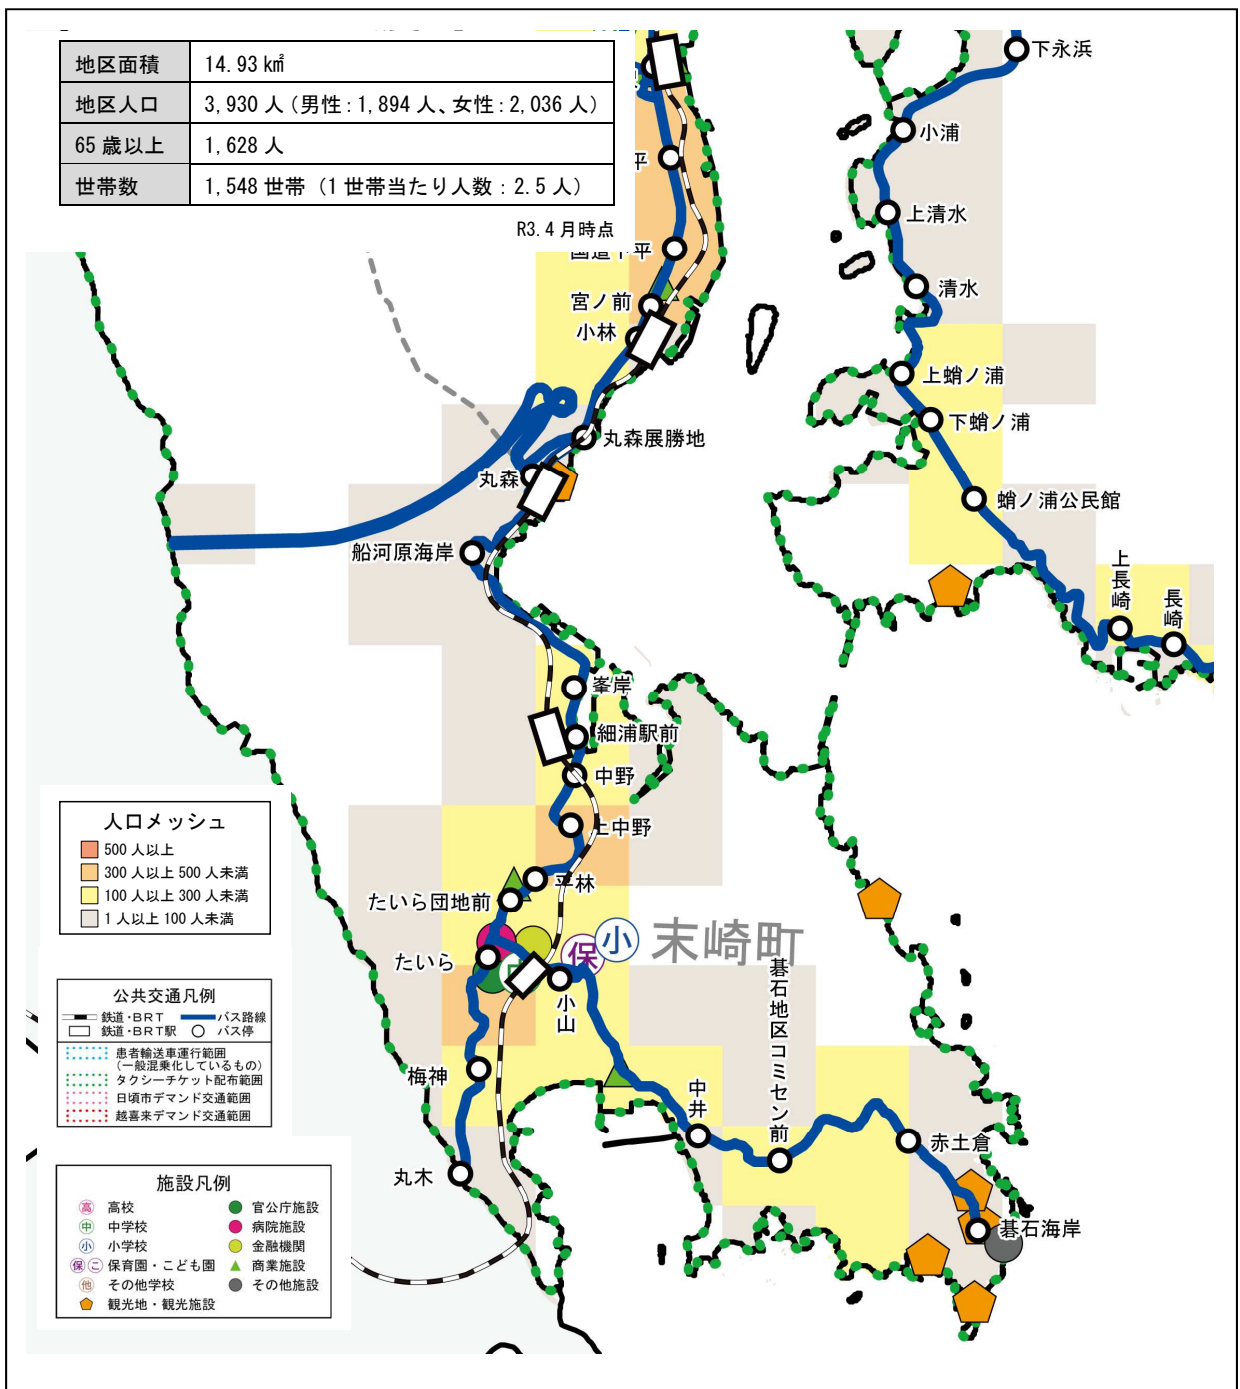 地区面積 14.93 ㎢
地区人口 3,930 人（男性：1,894 人、女性：2,036 人）
65 歳以上 1,628 人
世帯数 1,548 世帯（1 世帯当たり人数：2.5 人）
R3.4 月時点
下永浜
小浦
平
上清水
国道下平
清水
宮ノ前
小林
上蛸ノ浦
下蛸ノ浦
丸森展勝地
丸森
蛸ノ浦公民館
船河原海岸
上長崎
長崎
峯岸
細浦駅前
中野
上中野
平林
たいら団地前
保
小
末崎町
たいら
中
小山
碁石地区コミセン前
梅神
中井
赤土倉
丸木
碁石海岸
人口メッシュ
500 人以上
300 人以上 500 人未満
100 人以上 300 人未満
1 人以上 100 人未満
公共交通凡例
鉄道・BRT バス路線
鉄道・BRT駅 バス停
患者輸送車運行範囲
（一般混乗化しているもの）
タクシーチケット配布範囲
日頃市デマンド交通範囲
越喜来デマンド交通範囲
施設凡例
高 高校 官公庁施設
中 中学校 病院施設
小 小学校 金融機関
保 こ 保育園・こども園 商業施設
他 その他学校 その他施設
観光地・観光施設